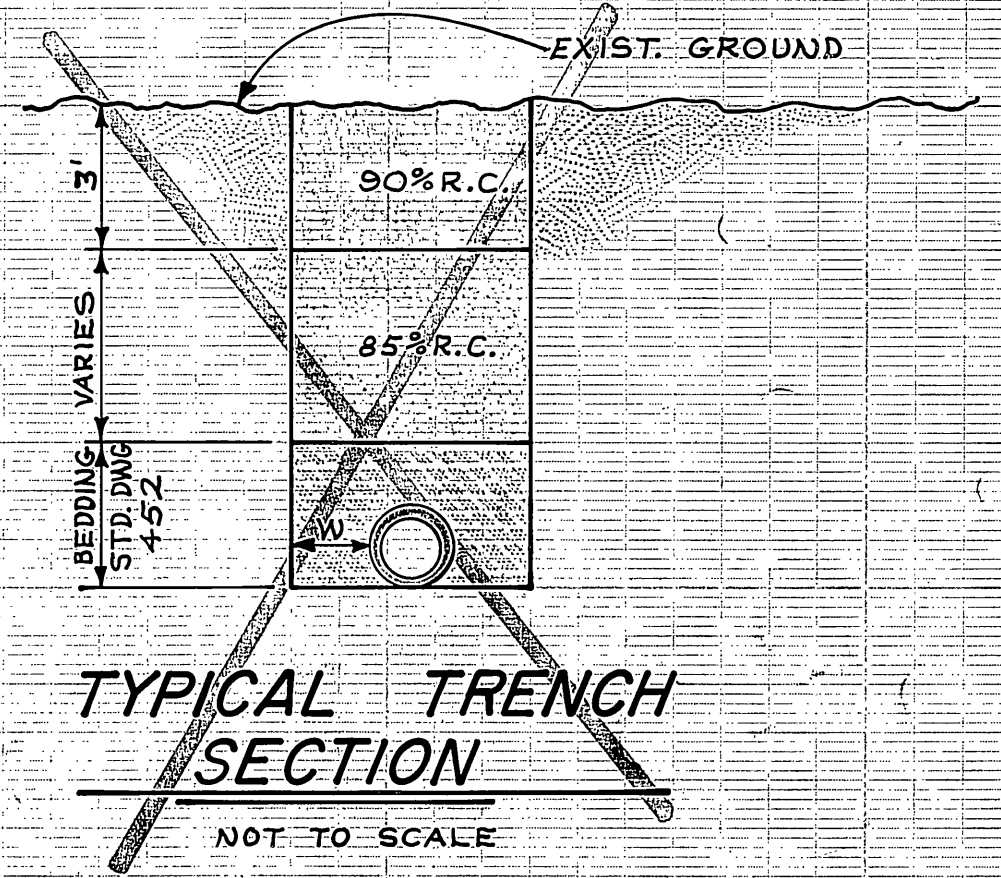 EXIST. GROUND
3'
90% R.C.
VARIES
85% R.C.
BEDDING
STD. DWG
452
W
TYPICAL TRENCH
SECTION
NOT TO SCALE